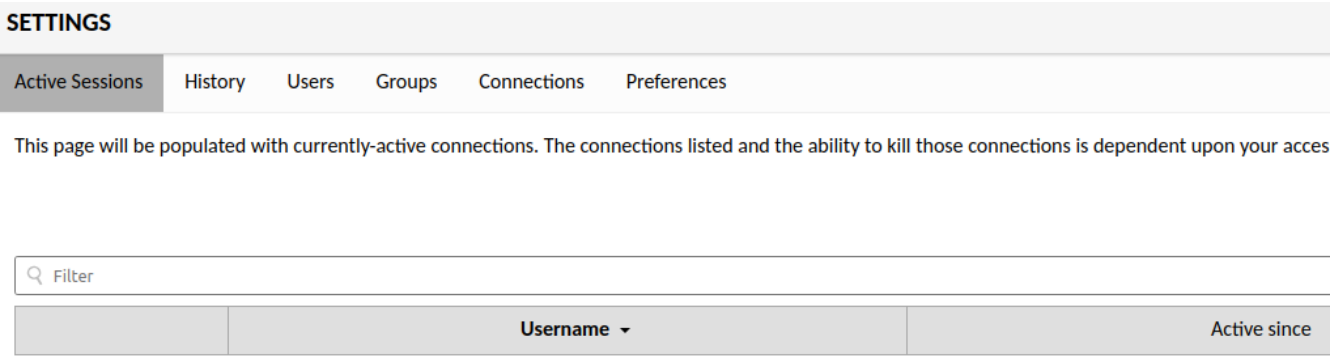 SETTINGS
Active Sessions History Users Groups Connections Preferences
This page will be populated with currently-active connections. The connections listed and the ability to kill those connections is dependent upon your acces
Filter
Username Active since